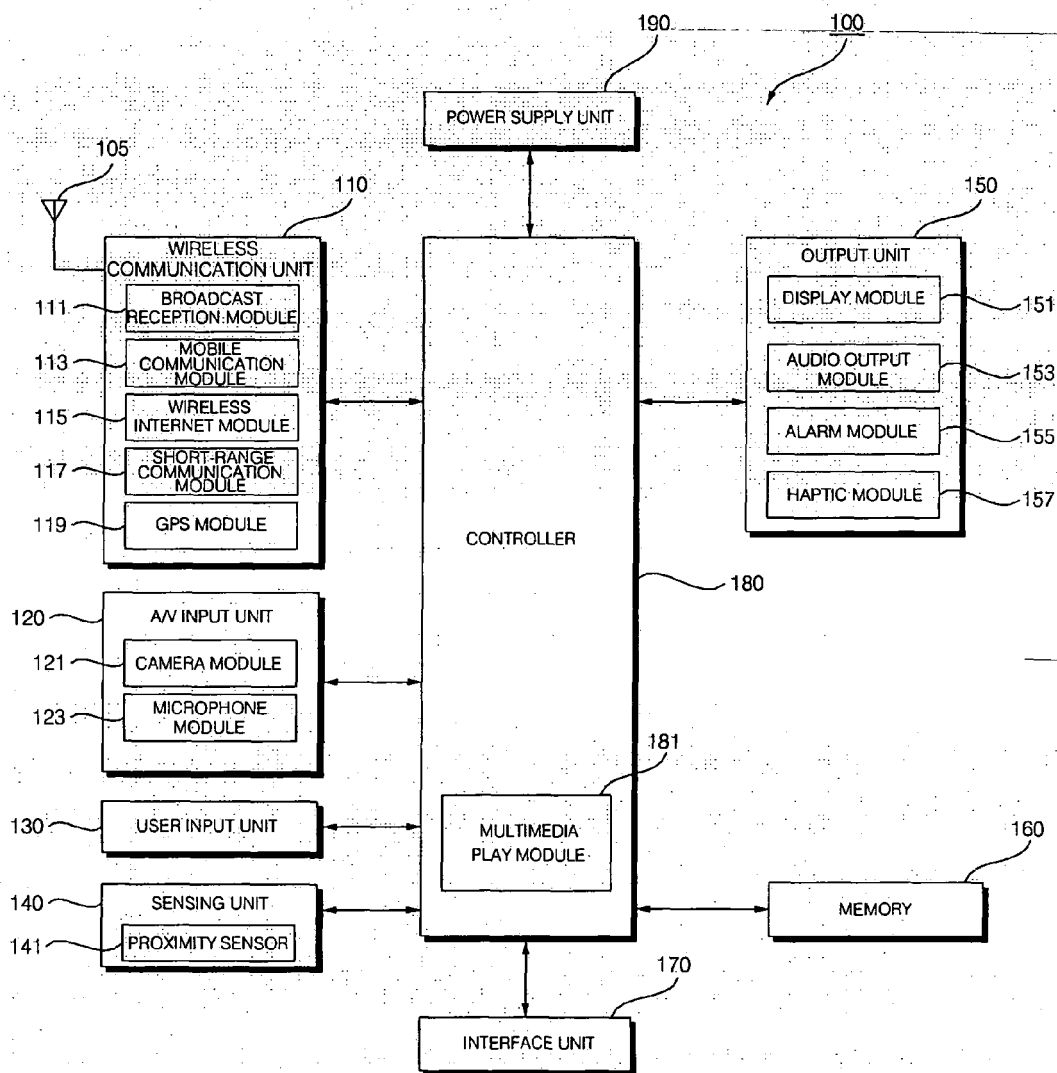 190
100
POWER SUPPLY UNIT
105
110
150
WIRELESS
COMMUNICATION UNIT
111
BROADCAST
RECEPTION MODULE
113
MOBILE
COMMUNICATION
MODULE
115
WIRELESS
INTERNET MODULE
117
SHORT-RANGE
COMMUNICATION
MODULE
119
GPS MODULE
OUTPUT UNIT
DISPLAY MODULE
151
AUDIO OUTPUT
MODULE
153
ALARM MODULE
155
HAPTIC MODULE
157
CONTROLLER
180
120
A/V INPUT UNIT
121
CAMERA MODULE
123
MICROPHONE
MODULE
181
MULTIMEDIA
PLAY MODULE
130
USER INPUT UNIT
140
SENSING UNIT
141
PROXIMITY SENSOR
160
MEMORY
170
INTERFACE UNIT